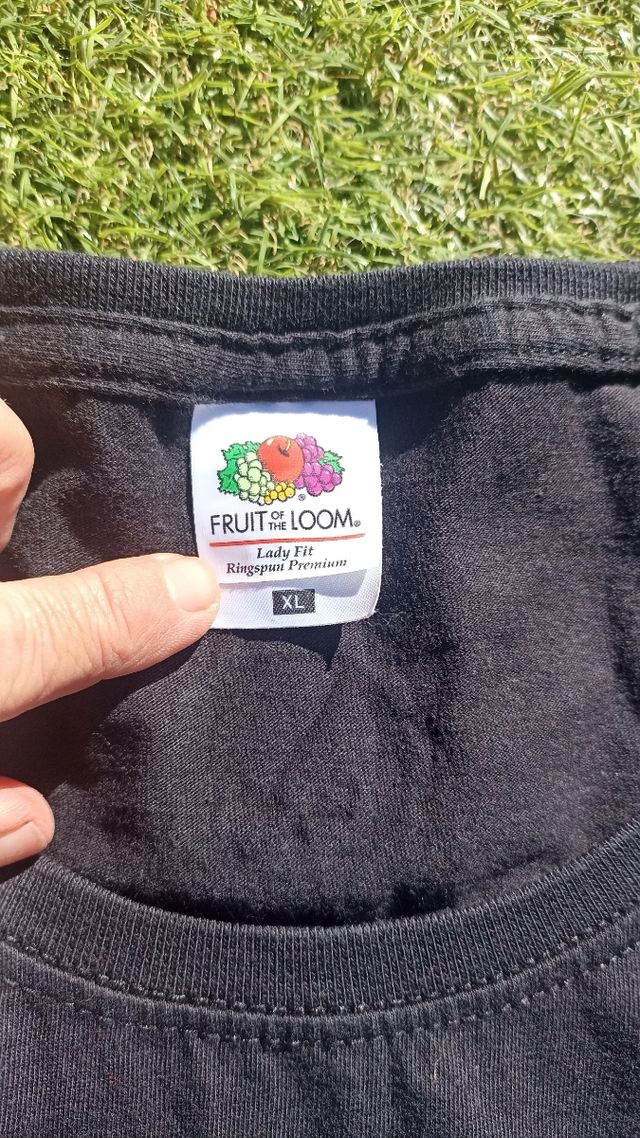 FRUIT OF THE LOOM®
Lady Fit
Ringspun Premium
XL